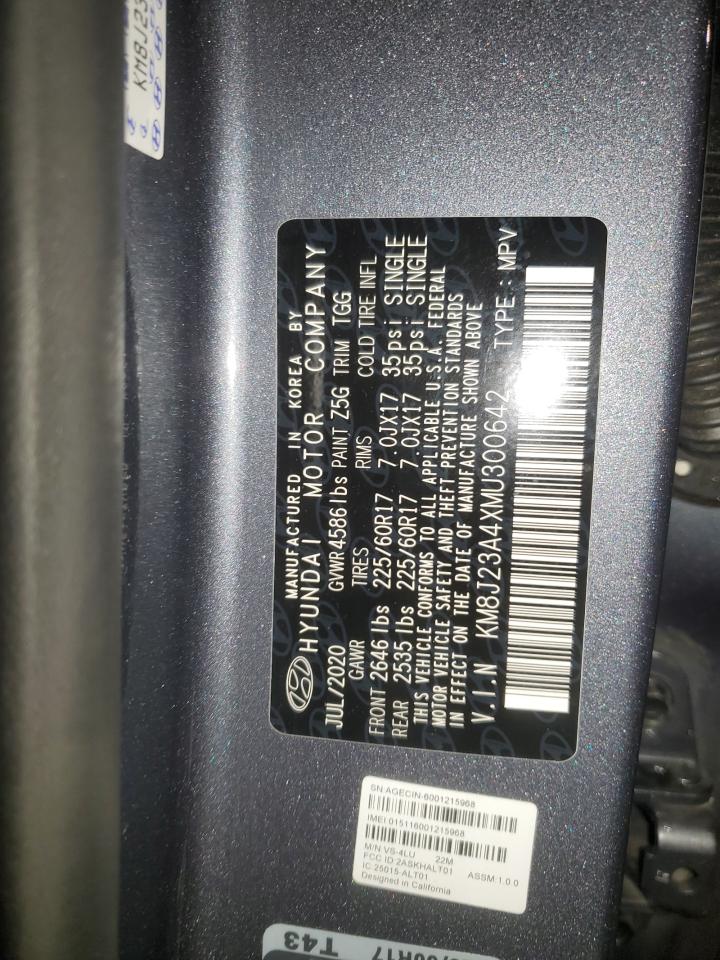 KM8J23
MANUFACTURED IN KOREA BY
HYUNDAI MOTOR COMPANY
JUL/2020 GVWR 4586 lbs PAINT Z5G TRIM TGG
GAWR TIRES RIMS COLD TIRE INFL
FRONT 2646 lbs 225/60R17 7.0JX17 35psi SINGLE
REAR 2535 lbs 225/60R17 7.0JX17 35psi SINGLE
THIS VEHICLE CONFORMS TO ALL APPLICABLE U.S.A. FEDERAL
MOTOR VEHICLE SAFETY AND THEFT PREVENTION STANDARDS
IN EFFECT ON THE DATE OF MANUFACTURE SHOWN ABOVE
V.I.N KM8J23A4XMU300642 TYPE : MPV
SN:AGECIN-6001215968
IMEI:015116001215968
M/N VS-4LU 22M
FCC ID:2ASKHALT01
IC:25015-ALT01 ASSM:1.0.0
Designed in California
T43